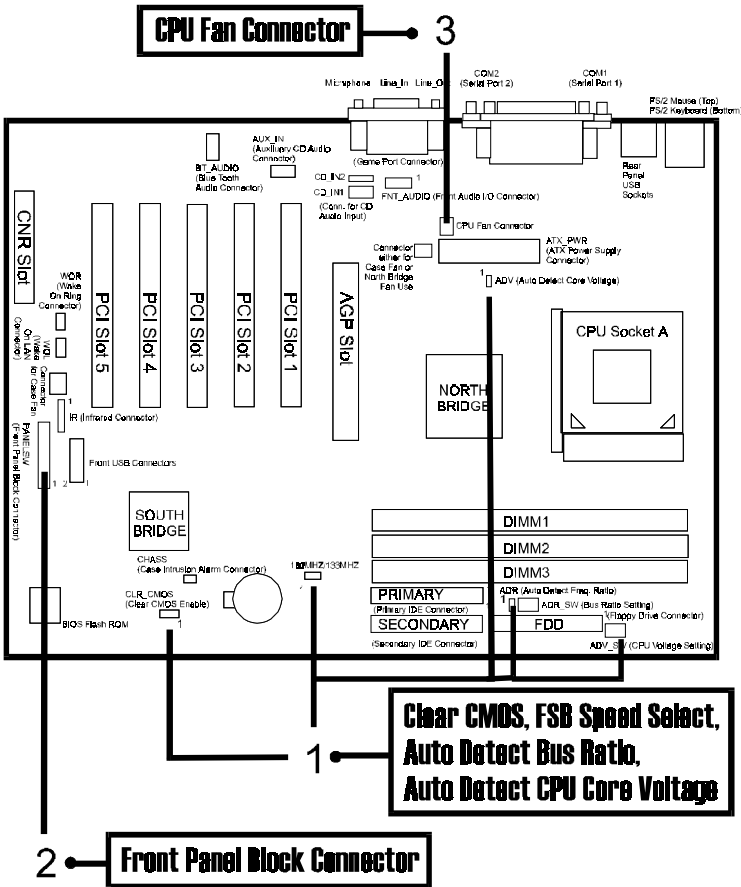 CPU Fan Connector
3
Microphone Line_In Line_Out
COM2
(Serial Port 2)
COM1
(Serial Port 1)
PS/2 Mouse (Top)
PS/2 Keyboard (Bottom)
AUX_IN
(Auxiliary CD Audio
Connector)
BT_AUDIO
(Blue Tooth
Audio Connector)
(Game Port Connector)
CD_IN2
CD_IN1
(Conn. for CD
Audio Input)
1
FNT_AUDIO (Front Audio I/O Connector)
Rear
Panel
USB
Sockets
CPU Fan Connector
ATX_PWR
(ATX Power Supply
Connector)
Connector
either for
Case Fan or
North Bridge
Fan Use
1
ADV (Auto Detect Core Voltage)
CNR Slot
WOR
(Wake
On Ring
Connector)
WOL
(Wake
On LAN
Connector)
Connector
for Case Fan
1
IR (Infrared Connector)
PCI Slot 5
PCI Slot 4
PCI Slot 3
PCI Slot 2
PCI Slot 1
AGP Slot
CPU Socket A
NORTH
BRIDGE
PANELSW
(Front Panel Block Connector)
Front USB Connectors
1 2 1
SOUTH
BRIDGE
DIMM1
DIMM2
DIMM3
CHASS
(Case Intrusion Alarm Connector)
/133MHZ
CLR_CMOS
(Clear CMOS Enable)
1
BIOS Flash ROM
PRIMARY
(Primary IDE Connector)
SECONDARY
(Secondary IDE Connector)
ADR (Auto Detect Freq. Ratio)
1
ADR_SW (Bus Ratio Setting)
1
(Floppy Drive Connector)
FDD
ADV_SW (CPU Voltage Setting)
1
Clear CMOS, FSB Speed Select,
Auto Detect Bus Ratio,
Auto Detect CPU Core Voltage
2
Front Panel Block Connector